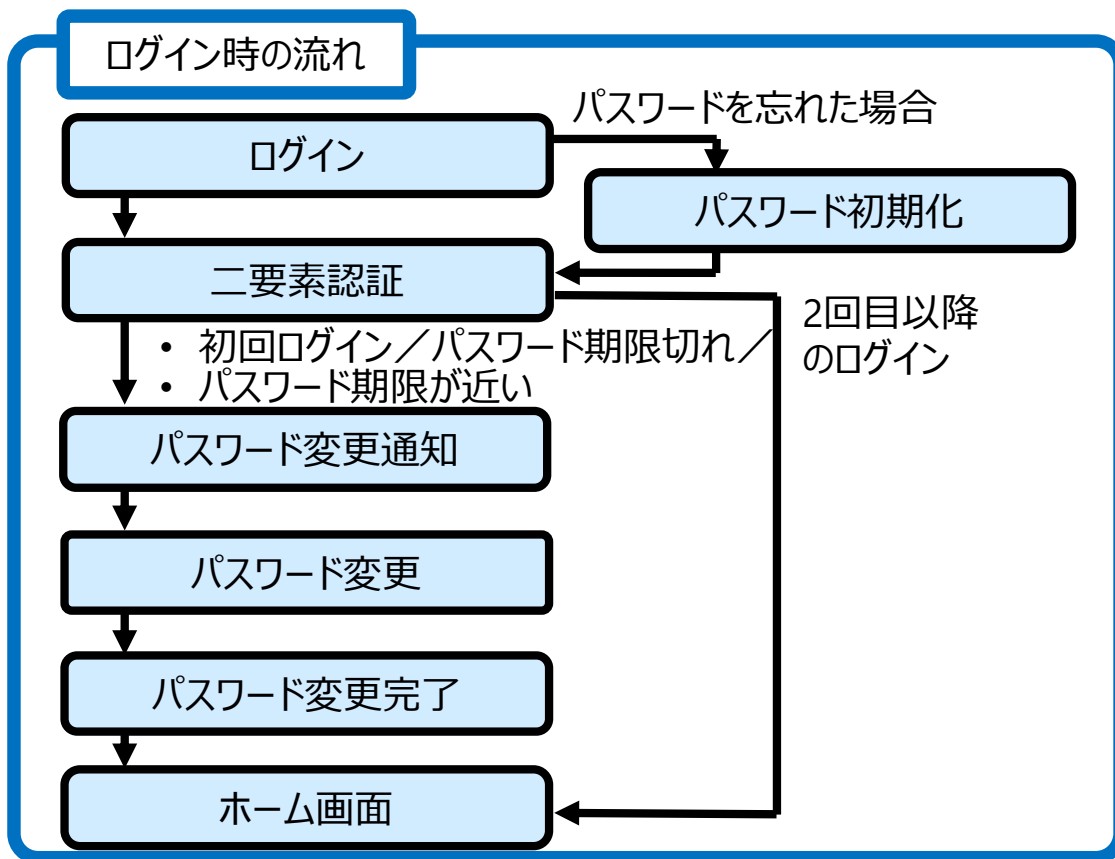 ログイン時の流れ
パスワードを忘れた場合
ログイン
パスワード初期化
二要素認証
2回目以降
のログイン
• 初回ログイン／パスワード期限切れ／
• パスワード期限が近い
パスワード変更通知
パスワード変更
パスワード変更完了
ホーム画面